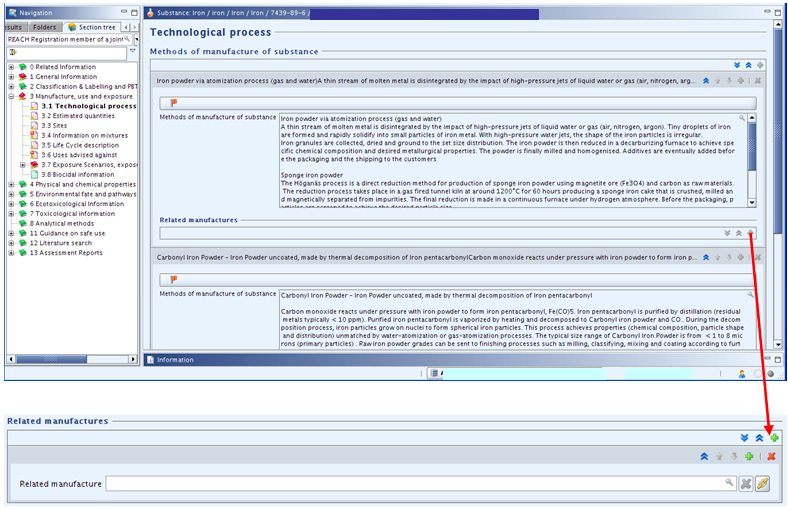 Navigation
Substance: Iron / iron / Iron / Iron / 7439-89-6 /
esults Folders Section tree
REACH Registration member of a joint
Technological process
Methods of manufacture of substance
0 Related Information
1 General Information
2 Classification & Labelling and PBT
3 Manufacture, use and exposure
3.1 Technological process
3.2 Estimated quantities
3.3 Sites
3.4 Information on mixtures
3.5 Life Cycle description
3.6 Uses advised against
3.7 Exposure Scenarios, expos
3.8 Biocidal information
4 Physical and chemical properties
5 Environmental fate and pathways
6 Ecotoxicological Information
7 Toxicological information
8 Analytical methods
11 Guidance on safe use
12 Literature search
13 Assessment Reports
Iron powder via atomization process (gas and water)A thin stream of molten metal is disintegrated by the impact of high-pressure jets of liquid water or gas (air, nitrogen, arg...
Methods of manufacture of substance
Iron powder via atomization process (gas and water)
A thin stream of molten metal is disintegrated by the impact of high-pressure jets of liquid water or gas (air, nitrogen, argon). Tiny droplets of iron
are formed and rapidly solidify into small particles of iron metal. With high-pressure water jets, the shape of the iron particles is irregular.
Iron granules are collected, dried and ground to the set size distribution. The iron powder is then reduced in a decarburizing furnace to achieve spe
cific chemical composition and desired metallurgical properties. The powder is finally milled and homogenised. Additives are eventually added befor
e the packaging and the shipping to the customers
Sponge iron powder
The Höganäs process is a direct reduction method for production of sponge iron powder using magnetite ore (Fe3O4) and carbon as raw materials.
The reduction process takes place in a gas fired tunnel kiln at around 1200°C for 60 hours producing a sponge iron cake that is crushed, milled an
d magnetically separated from impurities. The final reduction is made in a continuous furnace under hydrogen atmosphere. Before the packaging, p
articles are screened to achieve the desired particle size
Related manufactures
Carbonyl Iron Powder - Iron Powder uncoated, made by thermal decomposition of Iron pentacarbonylCarbon monoxide reacts under pressure with iron powder to form iron p...
Methods of manufacture of substance
Carbonyl Iron Powder - Iron Powder uncoated, made by thermal decomposition of Iron pentacarbonyl
Carbon monoxide reacts under pressure with iron powder to form iron pentacarbonyl, Fe(CO)5. Iron pentacarbonyl is purified by distillation (residual
metals typically < 10 ppm). Purified iron pentacarbonyl is vaporized by heating and decomposed to Carbonyl iron powder and CO. During the decom
position process, iron particles grow on nuclei to form spherical iron particles. This process achieves properties (chemical composition, particle shape
and distribution) unmatched by water-atomization or gas-atomization processes. The typical size range of Carbonyl Iron Powder is from < 1 to 8 mic
rons (primary particles) . Raw iron powder grades can be sent to finishing processes such as milling, classifying, mixing and coating according to furt
Information
Related manufactures
Related manufacture